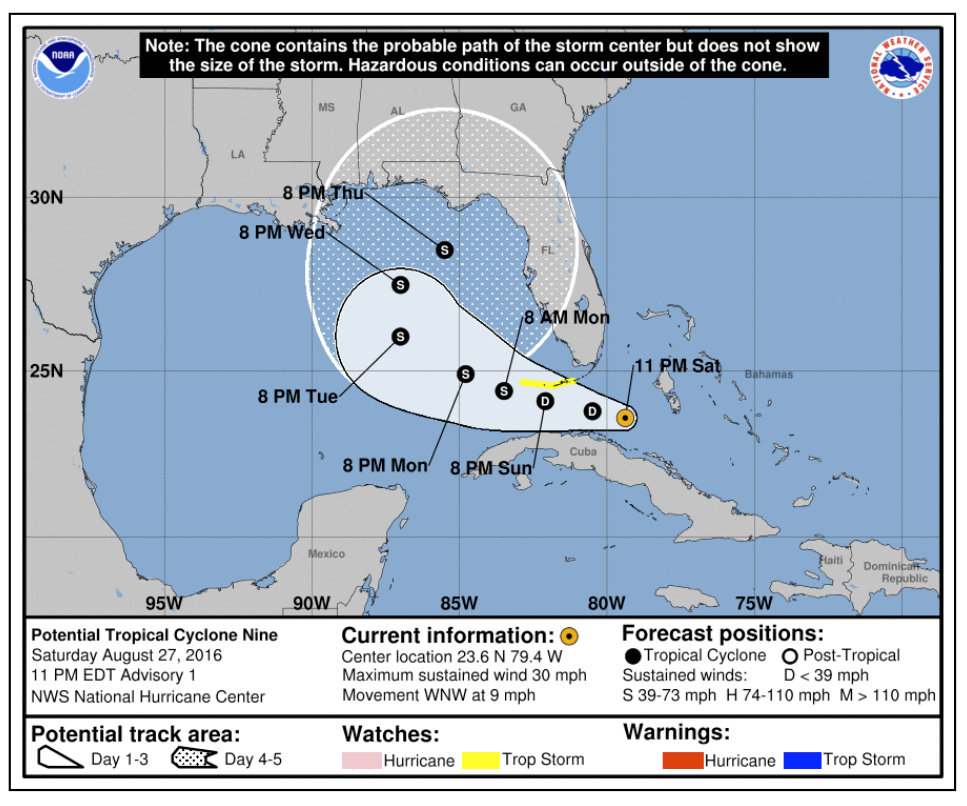 Note: The cone contains the probable path of the storm center but does not show
the size of the storm. Hazardous conditions can occur outside of the cone.
NOAA
NATIONAL WEATHER SERVICE
MS
AL
GA
LA
30N
8 PM Thu
8 PM Wed
FL
8 AM Mon
25N
11 PM Sat
Bahamas
8 PM Tue
S
S
S
S
S
D
D
8 PM Mon
8 PM Sun
Cuba
Mexico
Haiti
Dominican
Republic
95W
90W
85W
80W
75W
Potential Tropical Cyclone Nine
Saturday August 27, 2016
11 PM EDT Advisory 1
NWS National Hurricane Center
Current information:
Center location 23.6 N 79.4 W
Maximum sustained wind 30 mph
Movement WNW at 9 mph
Forecast positions:
Tropical Cyclone Post-Tropical
Sustained winds: D < 39 mph
S 39-73 mph H 74-110 mph M > 110 mph
Potential track area:
Day 1-3 Day 4-5
Watches:
Hurricane Trop Storm
Warnings:
Hurricane Trop Storm